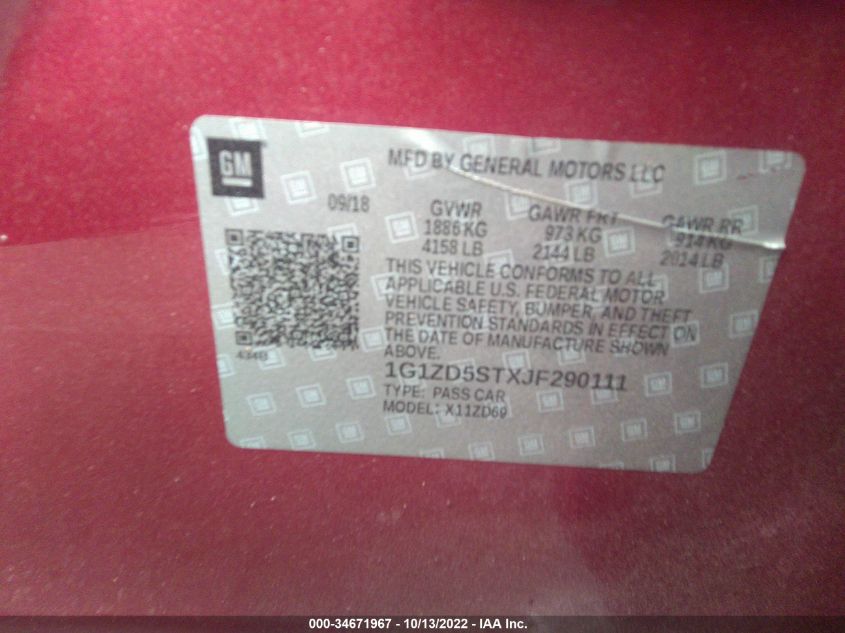 GM
MFD BY GENERAL MOTORS LLC
09/18 GVWR GAWR FRT GAWR RR
1886 KG 973 KG 914 KG
4158 LB 2144 LB 2014 LB
THIS VEHICLE CONFORMS TO ALL
APPLICABLE U.S. FEDERAL MOTOR
VEHICLE SAFETY, BUMPER, AND THEFT
PREVENTION STANDARDS IN EFFECT ON
THE DATE OF MANUFACTURE SHOWN
ABOVE.
1G1ZD5STXJF290111
TYPE: PASS CAR
MODEL: X11ZD69
000-34671967 - 10/13/2022 - IAA Inc.